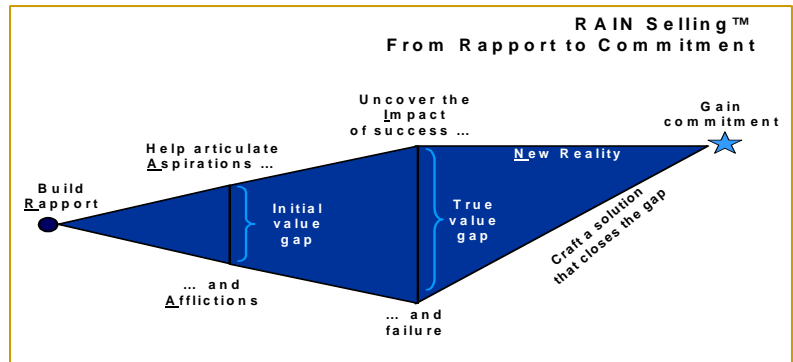 RAIN Selling™
From Rapport to Commitment
Uncover the
Impact
of success ...
Gain
commitment
Help articulate
Aspirations ...
New Reality
Build
Rapport
Initial
value
gap
True
value
gap
Craft a solution
that closes the gap
... and
Afflictions
... and
failure